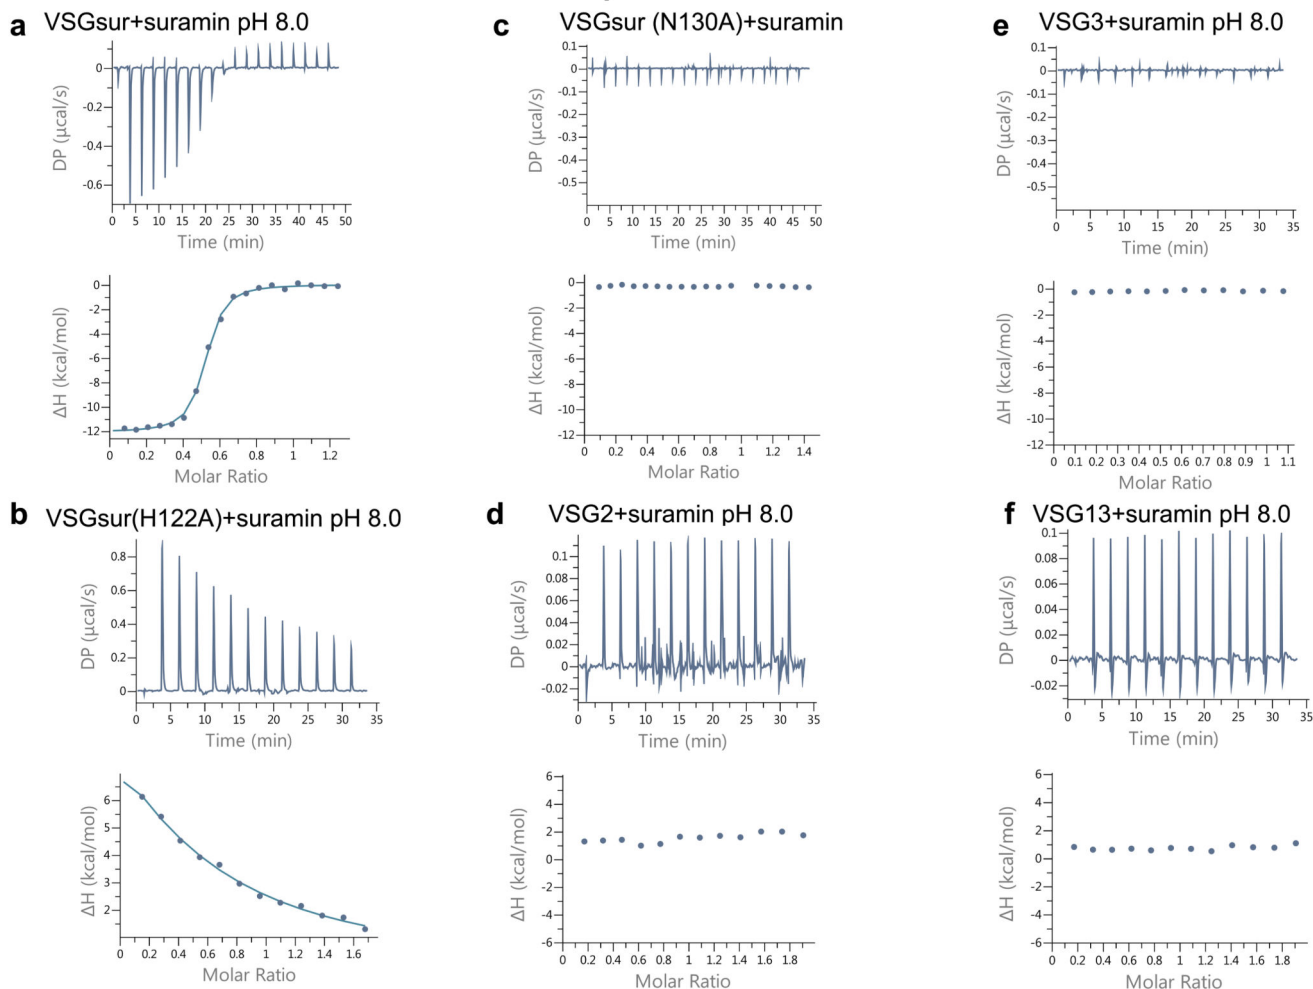 a VSGsur+suramin pH 8.0
0
-0.2
-0.4
-0.6
DP (μcal/s)
0 5 10 15 20 25 30 35 40 45 50
Time (min)
0
-2
-4
-6
-8
-10
-12
ΔH (kcal/mol)
0 0.2 0.4 0.6 0.8 1 1.2
Molar Ratio
b VSGsur(H122A)+suramin pH 8.0
0.8
0.6
0.4
0.2
0
DP (μcal/s)
0 5 10 15 20 25 30 35
Time (min)
6
5
4
3
2
ΔH (kcal/mol)
0 0.2 0.4 0.6 0.8 1 1.2 1.4 1.6
Molar Ratio
c VSGsur (N130A)+suramin
0.1
0
-0.1
-0.2
-0.3
-0.4
-0.5
DP (μcal/s)
0 5 10 15 20 25 30 35 40 45 50
Time (min)
0
-2
-4
-6
-8
-10
-12
ΔH (kcal/mol)
0 0.2 0.4 0.6 0.8 1 1.2 1.4
Molar Ratio
d VSG2+suramin pH 8.0
0.1
0.08
0.06
0.04
0.02
0
-0.02
DP (μcal/s)
0 5 10 15 20 25 30 35
Time (min)
6
4
2
0
-2
-4
-6
ΔH (kcal/mol)
0 0.2 0.4 0.6 0.8 1 1.2 1.4 1.6 1.8
Molar Ratio
e VSG3+suramin pH 8.0
0.1
0
-0.1
-0.2
-0.3
-0.4
-0.5
DP (μcal/s)
0 5 10 15 20 25 30 35
Time (min)
0
-2
-4
-6
-8
-10
-12
ΔH (kcal/mol)
0 0.1 0.2 0.3 0.4 0.5 0.6 0.7 0.8 0.9 1 1.1
Molar Ratio
f VSG13+suramin pH 8.0
0.1
0.08
0.06
0.04
0.02
0
-0.02
DP (μcal/s)
0 5 10 15 20 25 30 35
Time (min)
6
4
2
0
-2
-4
-6
ΔH (kcal/mol)
0 0.2 0.4 0.6 0.8 1 1.2 1.4 1.6 1.8
Molar Ratio